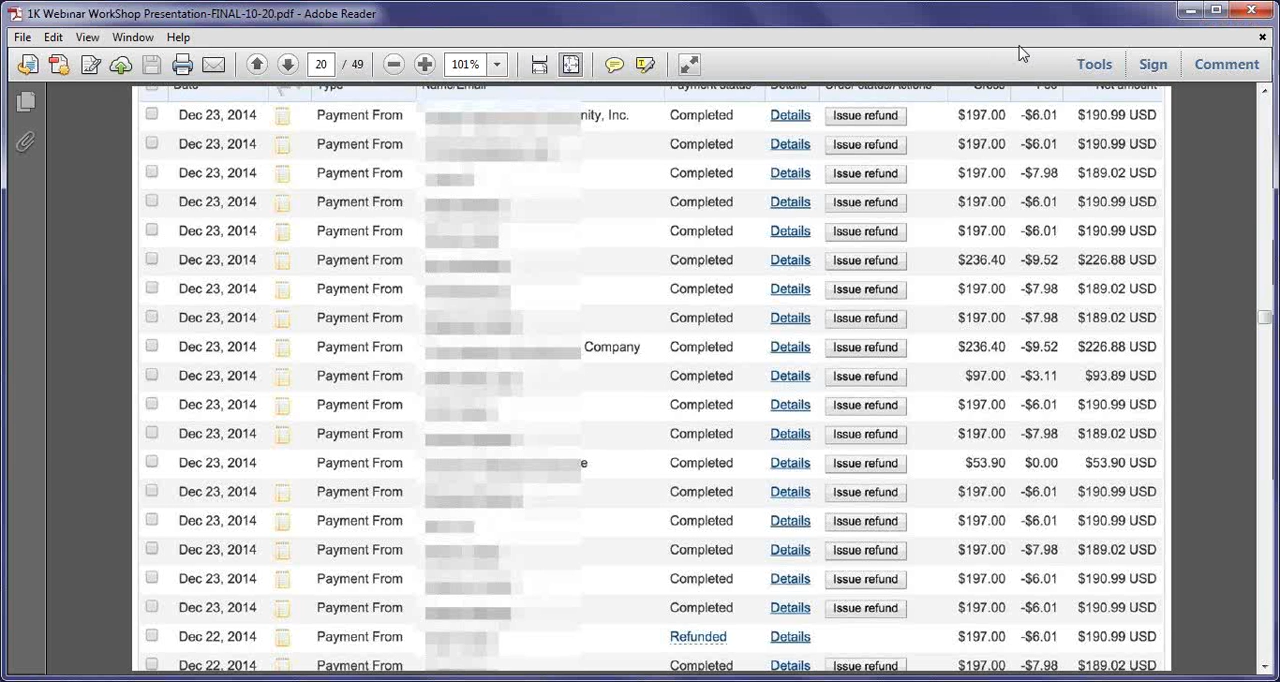 1K Webinar WorkShop Presentation-FINAL-10-20.pdf - Adobe Reader
File Edit View Window Help
20 / 49 101% Tools Sign Comment
Date Type Name/Email Payment status Details Order status/Actions Gross Fee Net amount
Dec 23, 2014 Payment From nity, Inc. Completed Details Issue refund $197.00 -$6.01 $190.99 USD
Dec 23, 2014 Payment From Completed Details Issue refund $197.00 -$6.01 $190.99 USD
Dec 23, 2014 Payment From Completed Details Issue refund $197.00 -$7.98 $189.02 USD
Dec 23, 2014 Payment From Completed Details Issue refund $197.00 -$6.01 $190.99 USD
Dec 23, 2014 Payment From Completed Details Issue refund $197.00 -$6.01 $190.99 USD
Dec 23, 2014 Payment From Completed Details Issue refund $236.40 -$9.52 $226.88 USD
Dec 23, 2014 Payment From Completed Details Issue refund $197.00 -$7.98 $189.02 USD
Dec 23, 2014 Payment From Completed Details Issue refund $197.00 -$7.98 $189.02 USD
Dec 23, 2014 Payment From Company Completed Details Issue refund $236.40 -$9.52 $226.88 USD
Dec 23, 2014 Payment From Completed Details Issue refund $97.00 -$3.11 $93.89 USD
Dec 23, 2014 Payment From Completed Details Issue refund $197.00 -$6.01 $190.99 USD
Dec 23, 2014 Payment From Completed Details Issue refund $197.00 -$7.98 $189.02 USD
Dec 23, 2014 Payment From e Completed Details Issue refund $53.90 $0.00 $53.90 USD
Dec 23, 2014 Payment From Completed Details Issue refund $197.00 -$6.01 $190.99 USD
Dec 23, 2014 Payment From Completed Details Issue refund $197.00 -$6.01 $190.99 USD
Dec 23, 2014 Payment From Completed Details Issue refund $197.00 -$7.98 $189.02 USD
Dec 23, 2014 Payment From Completed Details Issue refund $197.00 -$6.01 $190.99 USD
Dec 23, 2014 Payment From Completed Details Issue refund $197.00 -$6.01 $190.99 USD
Dec 22, 2014 Payment From Refunded Details $197.00 -$6.01 $190.99 USD
Dec 22, 2014 Payment From Completed Details Issue refund $197.00 -$7.98 $189.02 USD